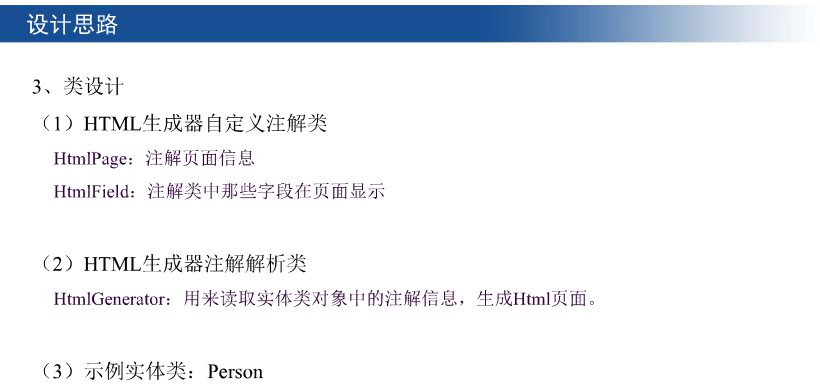 设计思路
3、类设计
（1）HTML生成器自定义注解类
HtmlPage：注解页面信息
HtmlField：注解类中那些字段在页面显示
（2）HTML生成器注解解析类
HtmlGenerator：用来读取实体类对象中的注解信息，生成Html页面。
（3）示例实体类：Person